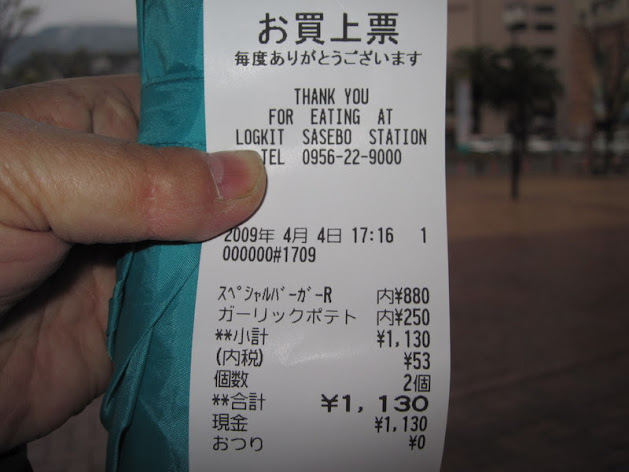 お買上票
毎度ありがとうございます
THANK YOU
FOR EATING AT
LOGKIT SASEBO STATION
TEL 0956-22-9000
2009年 4月 4日 17:16 1
000000#1709
ｽﾍﾟｼｬﾙﾊﾞｰｶﾞｰR 内¥880
ガーリックポテト 内¥250
**小計 ¥1,130
(内税) ¥53
個数 2個
**合計 ¥1,130
現金 ¥1,130
おつり ¥0